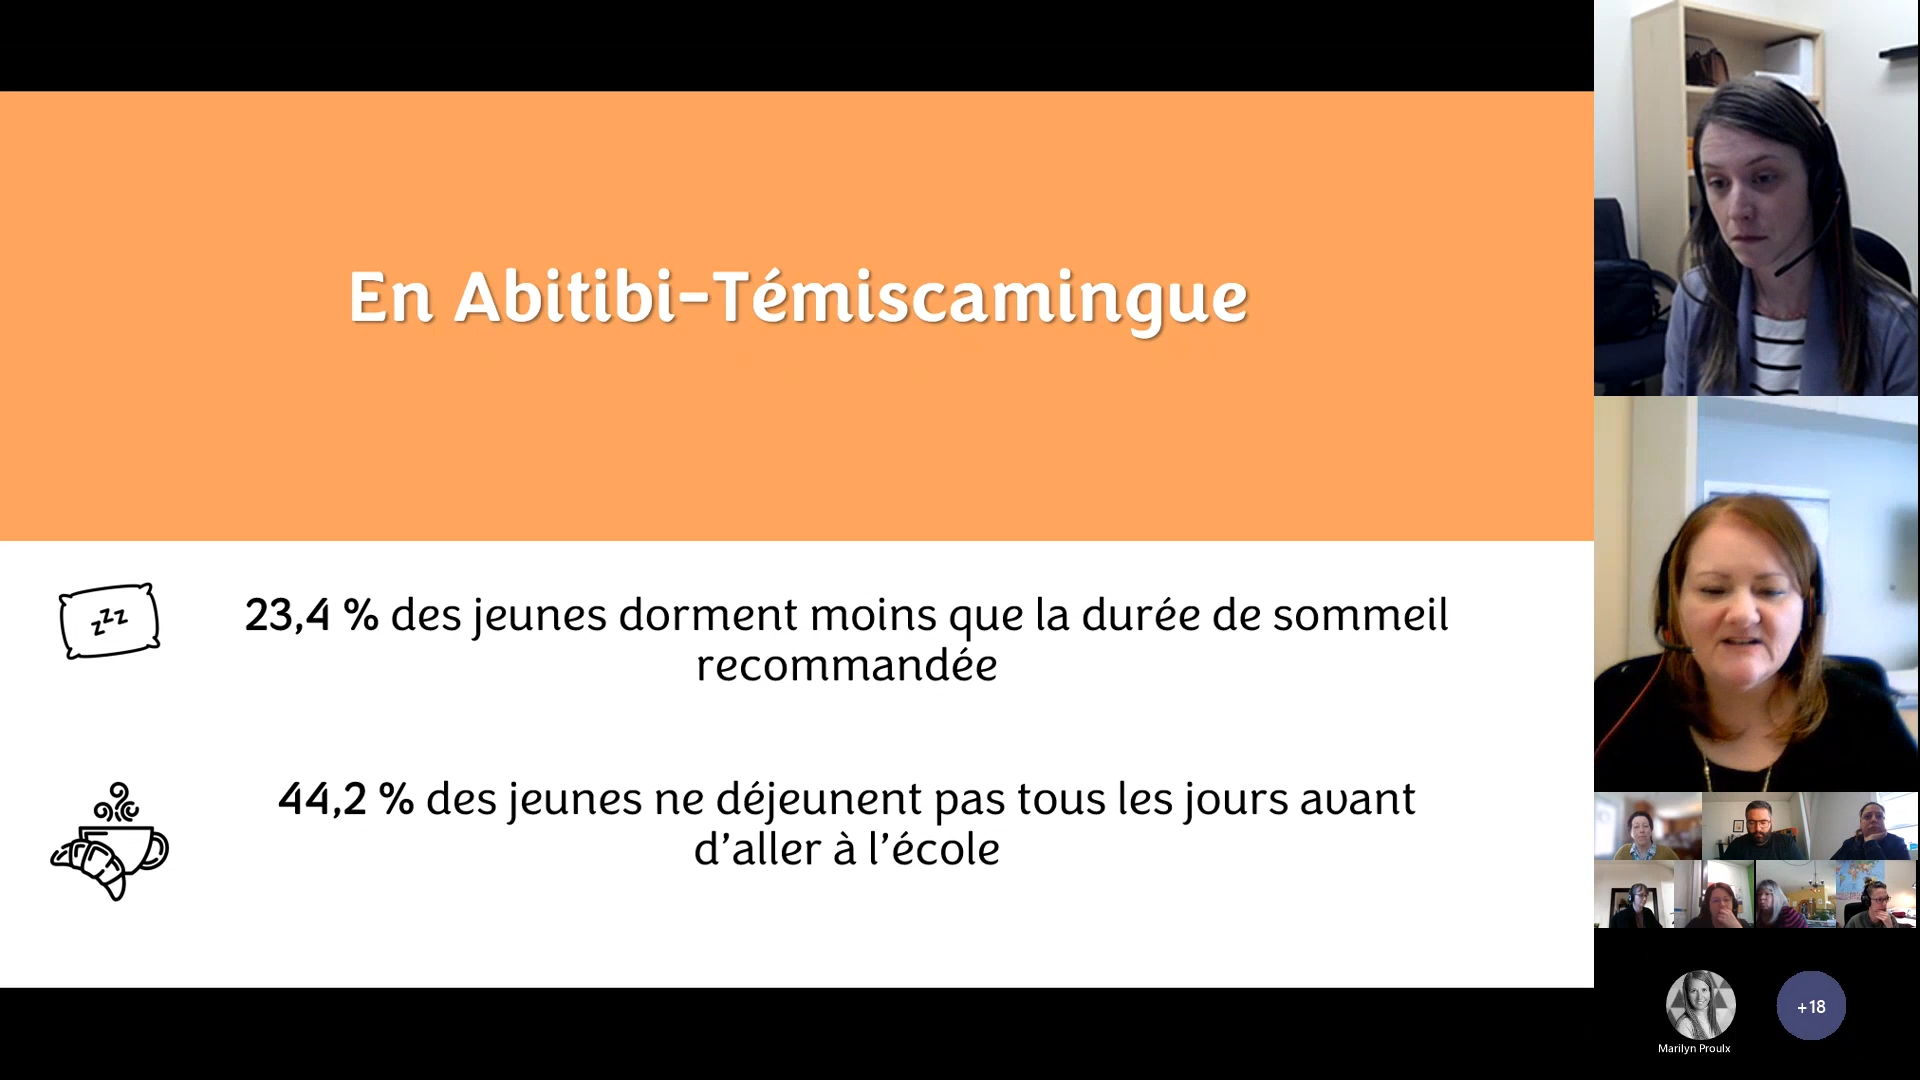 En Abitibi-Témiscamingue
zzz
23,4 % des jeunes dorment moins que la durée de sommeil
recommandée
44,2 % des jeunes ne déjeunent pas tous les jours avant
d’aller à l’école
+18
Marilyn Proulx